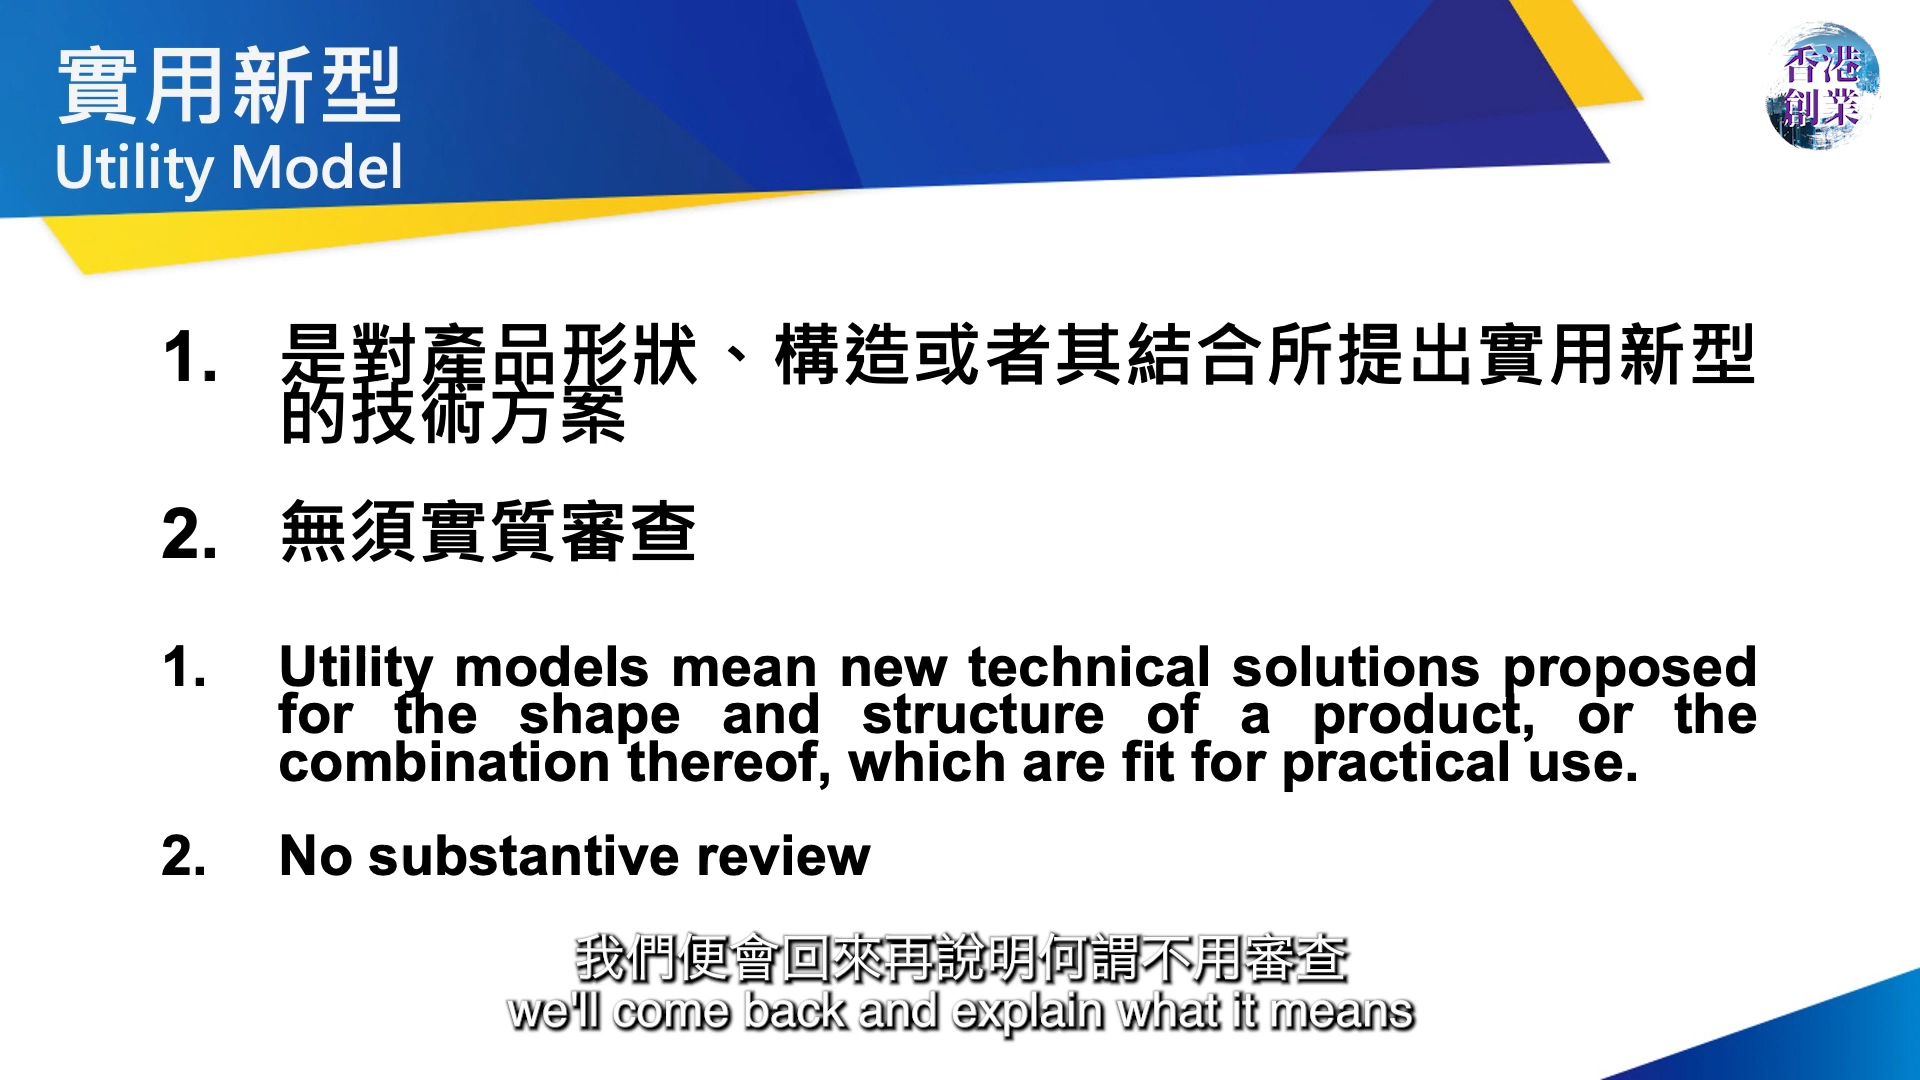 實用新型
Utility Model
香港
創業
1. 是對產品形狀、構造或者其結合所提出實用新型
的技術方案
2. 無須實質審查
1. Utility models mean new technical solutions proposed
for the shape and structure of a product, or the
combination thereof, which are fit for practical use.
2. No substantive review
我們便會回來再說明何謂不用審查
we'll come back and explain what it means